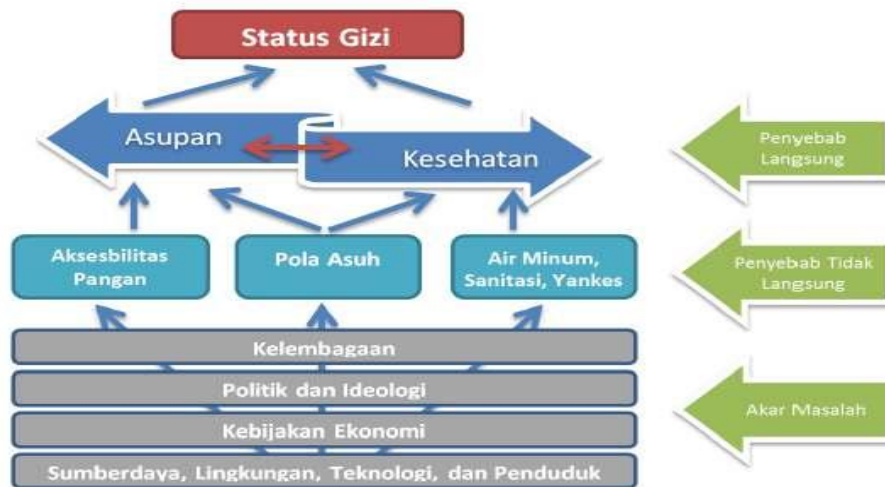 Status Gizi
Asupan
Kesehatan
Penyebab
Langsung
Aksesbilitas
Pangan
Pola Asuh
Air Minum,
Sanitasi, Yankes
Penyebab Tidak
Langsung
Kelembagaan
Politik dan Ideologi
Kebijakan Ekonomi
Sumberdaya, Lingkungan, Teknologi, dan Penduduk
Akar Masalah